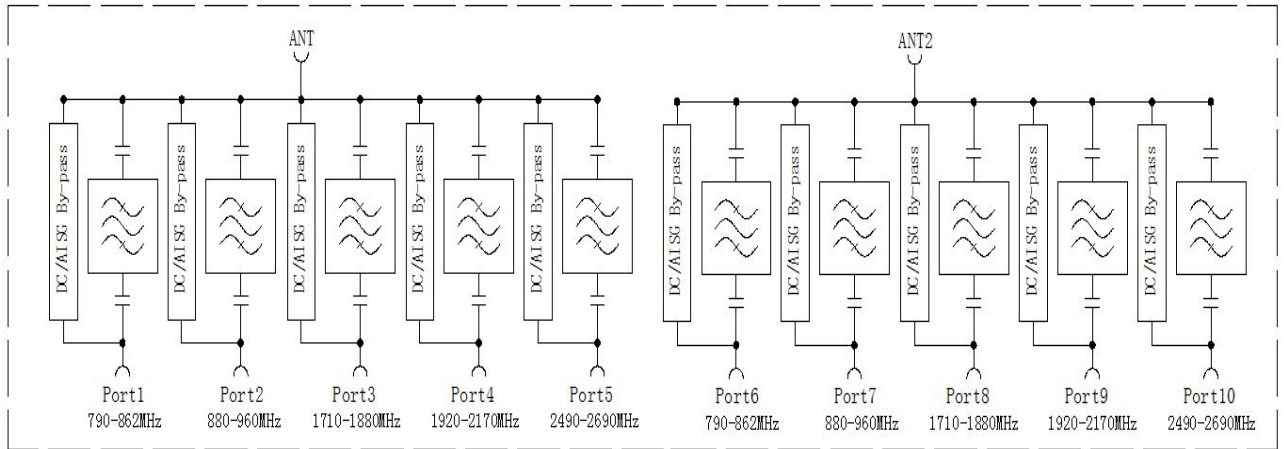 ANT
ANT2
DC/AISG By-pass
DC/AISG By-pass
DC/AISG By-pass
DC/AISG By-pass
DC/AISG By-pass
DC/AISG By-pass
DC/AISG By-pass
DC/AISG By-pass
DC/AISG By-pass
DC/AISG By-pass
Port1
Port2
Port3
Port4
Port5
Port6
Port7
Port8
Port9
Port10
790-862MHz
880-960MHz
1710-1880MHz
1920-2170MHz
2490-2690MHz
790-862MHz
880-960MHz
1710-1880MHz
1920-2170MHz
2490-2690MHz